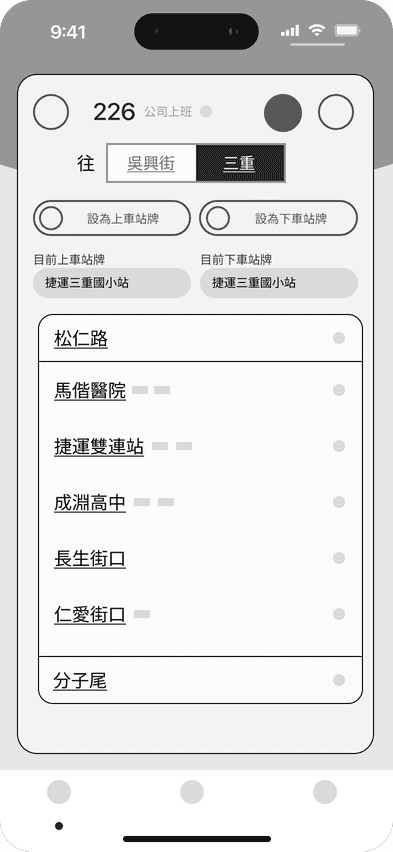 9:41
226 公司上班
往 吳興街 三重
設為上車站牌 設為下車站牌
目前上車站牌 目前下車站牌
捷運三重國小站 捷運三重國小站
松仁路
馬偕醫院
捷運雙連站
成淵高中
長生街口
仁愛街口
分子尾